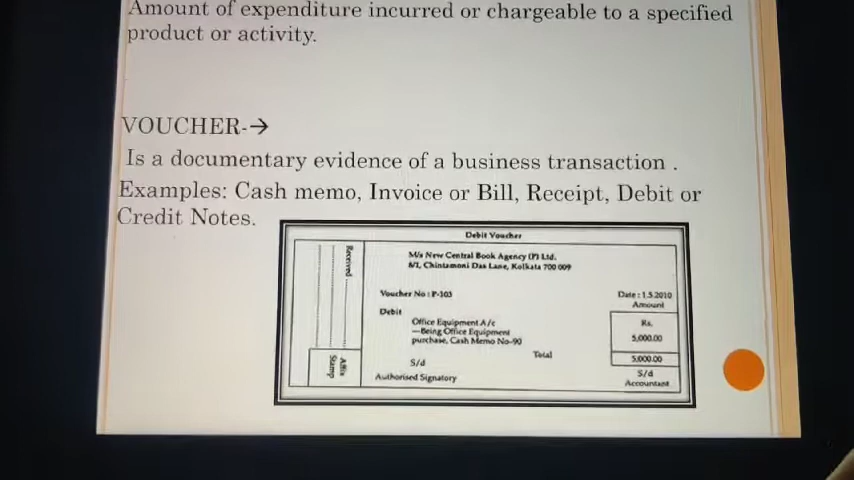 Amount of expenditure incurred or chargeable to a specified
product or activity.
VOUCHER-→
Is a documentary evidence of a business transaction .
Examples: Cash memo, Invoice or Bill, Receipt, Debit or
Credit Notes.
Debit Voucher
M/s New Central Book Agency (P) Ltd.
8/1, Chintamoni Das Lane, Kolkata 700 009
Received
Voucher No : P-103
Date : 1.5.2010
Amount
Debit
Rs.
Office Equipment A/c
—Being Office Equipment
purchase, Cash Memo No-90
5,000.00
Total
5,000.00
Affix
Stamp
S/d
Authorised Signatory
S/d
Accountant